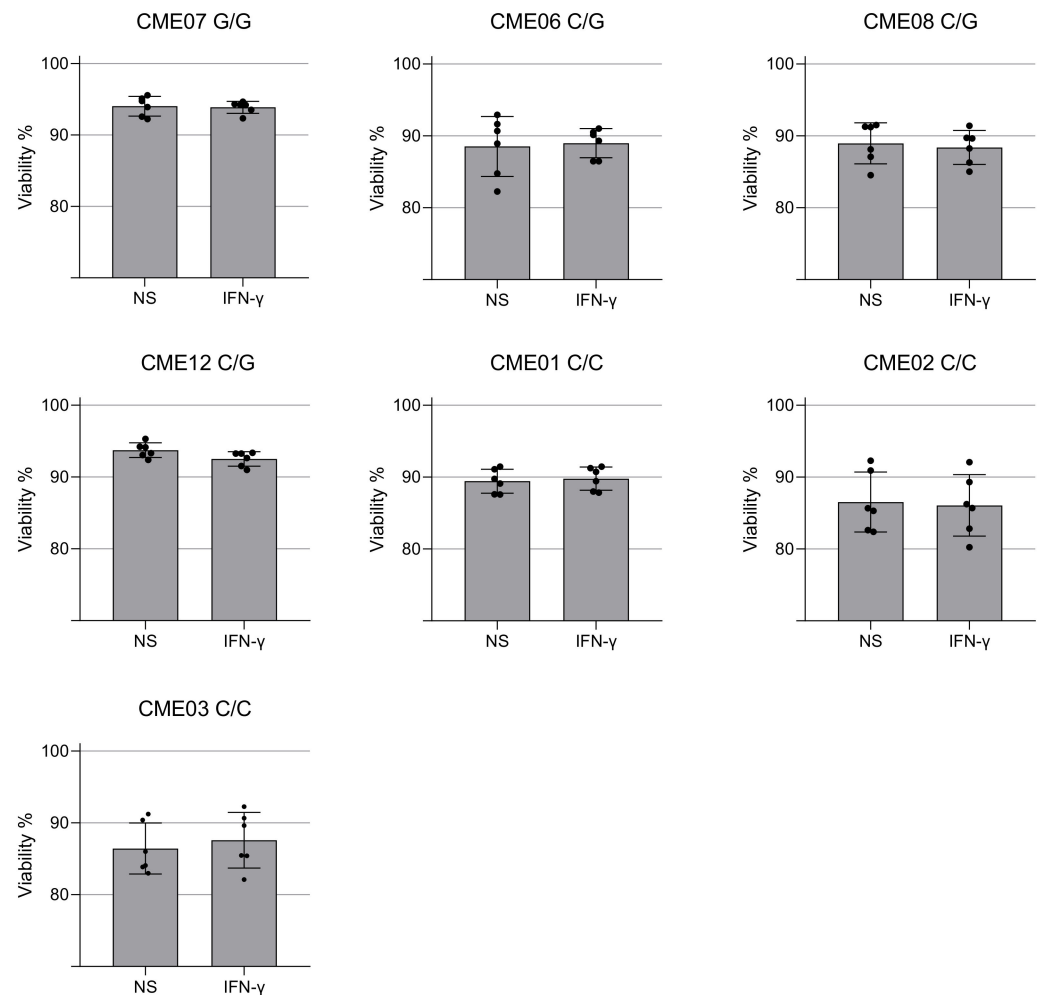 CME07 G/G
CME06 C/G
CME08 C/G
100
90
80
Viability %
NS
IFN-γ
100
90
80
Viability %
NS
IFN-γ
100
90
80
Viability %
NS
IFN-γ
CME12 C/G
CME01 C/C
CME02 C/C
100
90
80
Viability %
NS
IFN-γ
100
90
80
Viability %
NS
IFN-γ
100
90
80
Viability %
NS
IFN-γ
CME03 C/C
100
90
80
Viability %
NS
IFN-γ